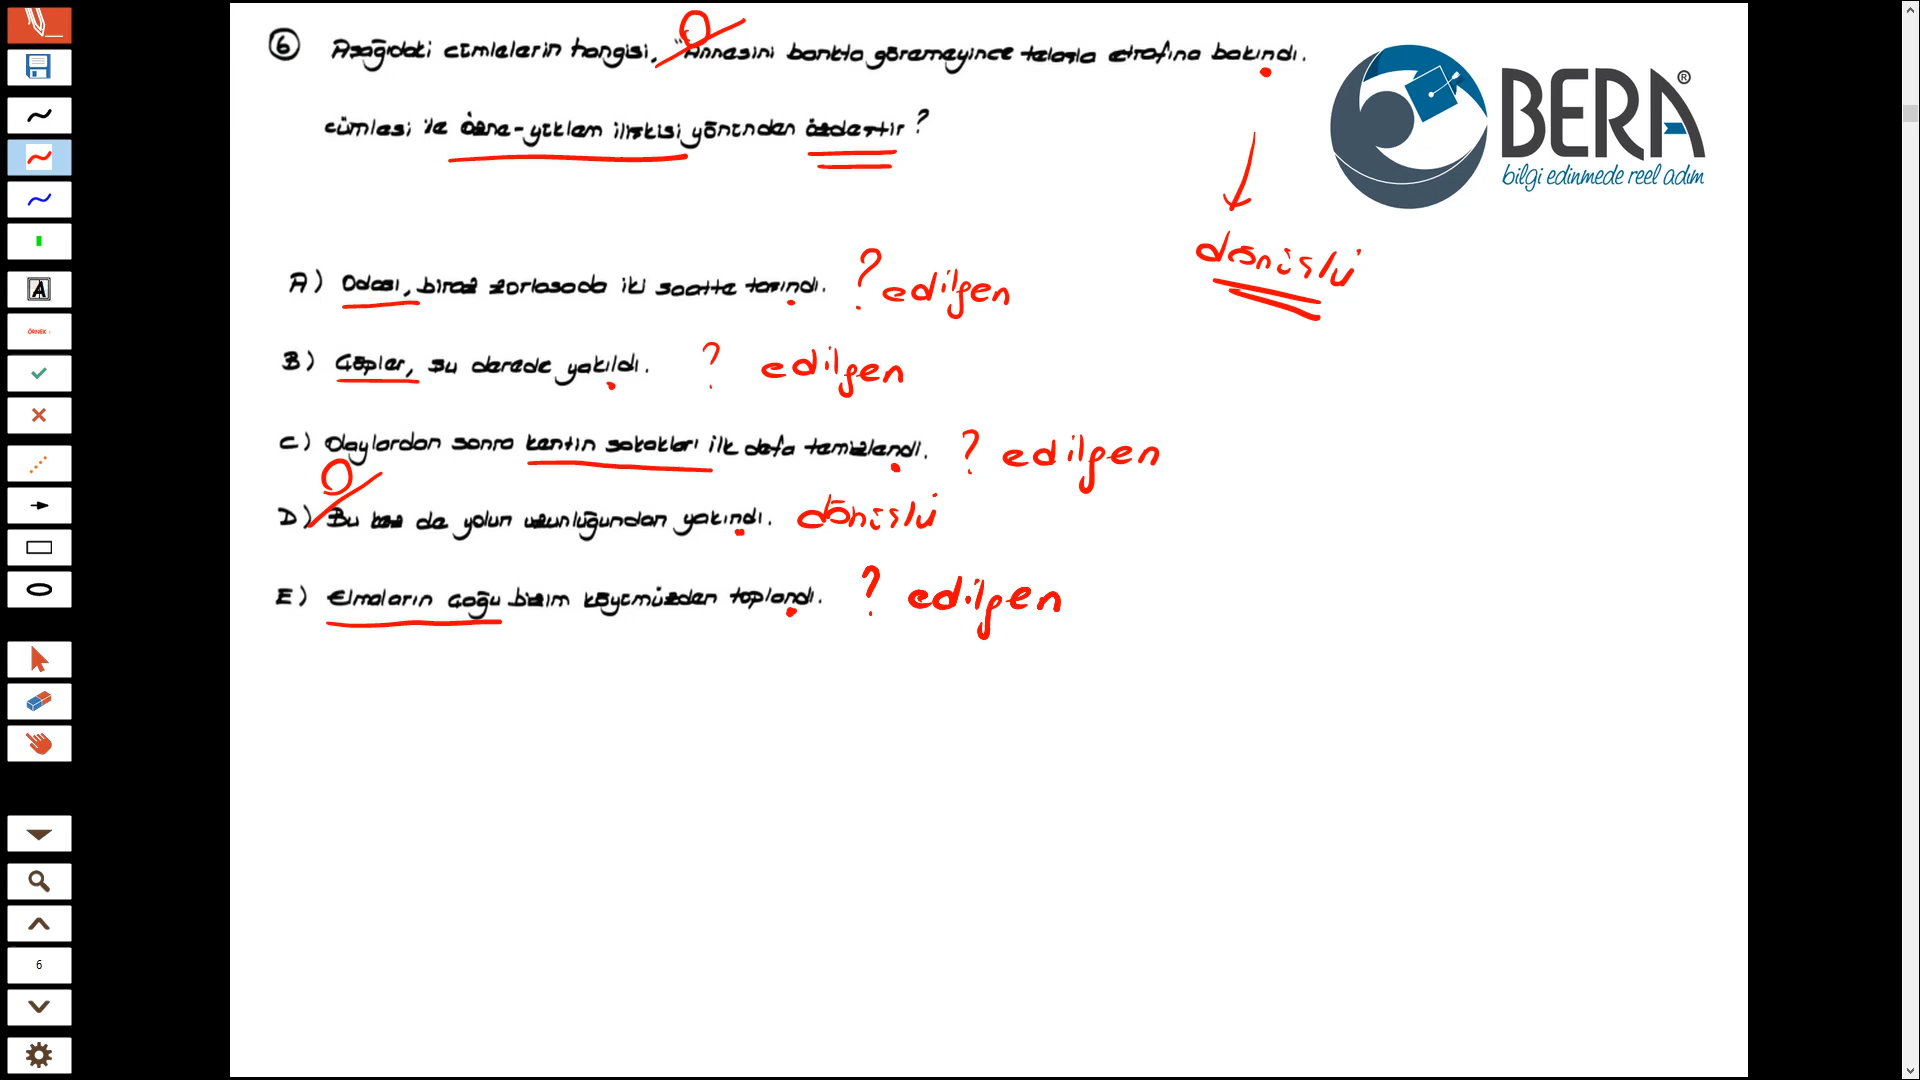 6 Aşağıdaki cümlelerin hangisi, "Annesini bankta göremeyince telaşla etrafına bakındı.
cümlesi ile özne-yüklem ilişkisi yönünden özdeştir?
BERA ®
bilgi edinmede reel adım
dönüşlü
A) Odası, biraz zorlasada iki saatte taşındı. ? edilgen
B) Çöpler, şu derede yakıldı. ? edilgen
C) Olaylardan sonra kentin sokakları ilk defa temizlendi. ? edilgen
D) Bu kez de yolun uzunluğundan yakındı. dönüşlü
E) Elmaların çoğu bizim köyümüzden toplandı. ? edilgen
A
ÖRNEK :
6